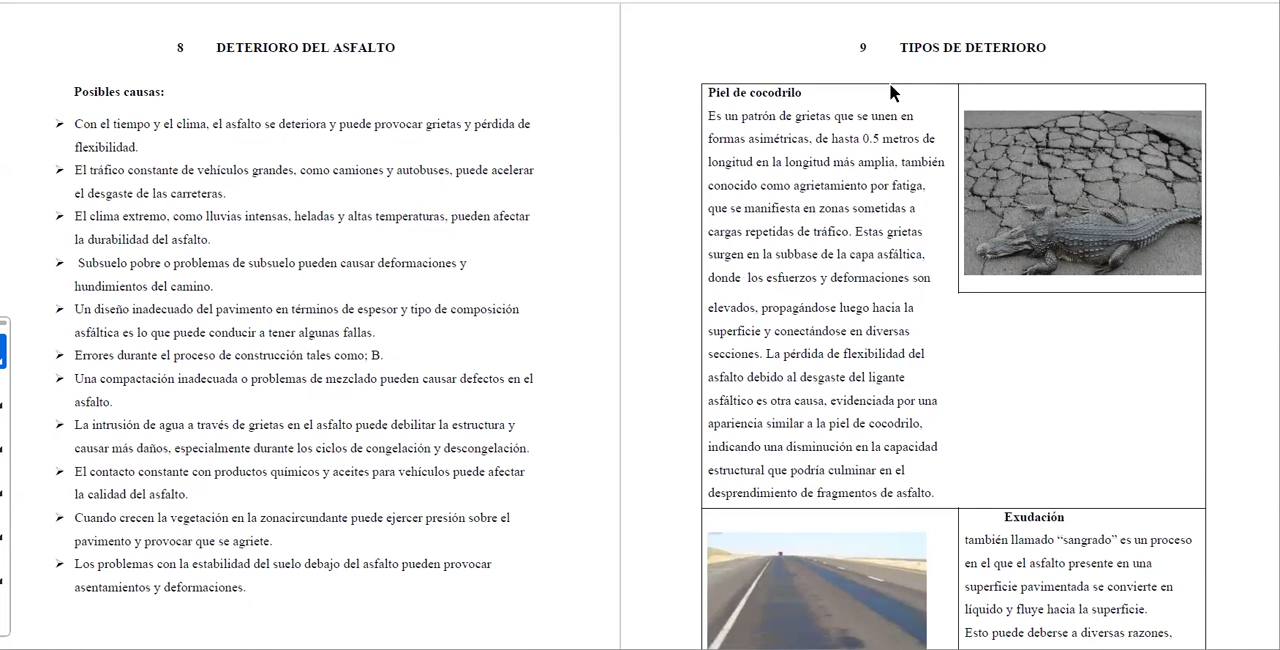 8 DETERIORO DEL ASFALTO
Posibles causas:
➢ Con el tiempo y el clima, el asfalto se deteriora y puede provocar grietas y pérdida de
flexibilidad.
➢ El tráfico constante de vehículos grandes, como camiones y autobuses, puede acelerar
el desgaste de las carreteras.
➢ El clima extremo, como lluvias intensas, heladas y altas temperaturas, pueden afectar
la durabilidad del asfalto.
➢ Subsuelo pobre o problemas de subsuelo pueden causar deformaciones y
hundimientos del camino.
➢ Un diseño inadecuado del pavimento en términos de espesor y tipo de composición
asfáltica es lo que puede conducir a tener algunas fallas.
➢ Errores durante el proceso de construcción tales como; B.
➢ Una compactación inadecuada o problemas de mezclado pueden causar defectos en el
asfalto.
➢ La intrusión de agua a través de grietas en el asfalto puede debilitar la estructura y
causar más daños, especialmente durante los ciclos de congelación y descongelación.
➢ El contacto constante con productos químicos y aceites para vehículos puede afectar
la calidad del asfalto.
➢ Cuando crecen la vegetación en la zonacircundante puede ejercer presión sobre el
pavimento y provocar que se agriete.
➢ Los problemas con la estabilidad del suelo debajo del asfalto pueden provocar
asentamientos y deformaciones.
9 TIPOS DE DETERIORO
Piel de cocodrilo
Es un patrón de grietas que se unen en
formas asimétricas, de hasta 0.5 metros de
longitud en la longitud más amplia, también
conocido como agrietamiento por fatiga,
que se manifiesta en zonas sometidas a
cargas repetidas de tráfico. Estas grietas
surgen en la subbase de la capa asfáltica,
donde los esfuerzos y deformaciones son
elevados, propagándose luego hacia la
superficie y conectándose en diversas
secciones. La pérdida de flexibilidad del
asfalto debido al desgaste del ligante
asfáltico es otra causa, evidenciada por una
apariencia similar a la piel de cocodrilo,
indicando una disminución en la capacidad
estructural que podría culminar en el
desprendimiento de fragmentos de asfalto.
Exudación
también llamado “sangrado” es un proceso
en el que el asfalto presente en una
superficie pavimentada se convierte en
líquido y fluye hacia la superficie.
Esto puede deberse a diversas razones,